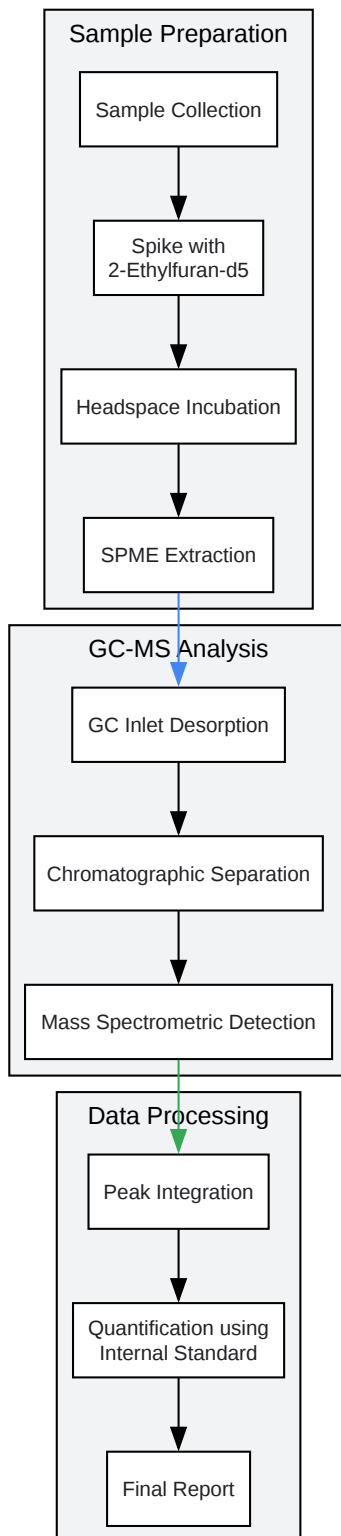 Sample Preparation
Sample Collection
Spike with
2-Ethylfuran-d5
Headspace Incubation
SPME Extraction
GC-MS Analysis
GC Inlet Desorption
Chromatographic Separation
Mass Spectrometric Detection
Data Processing
Peak Integration
Quantification using
Internal Standard
Final Report